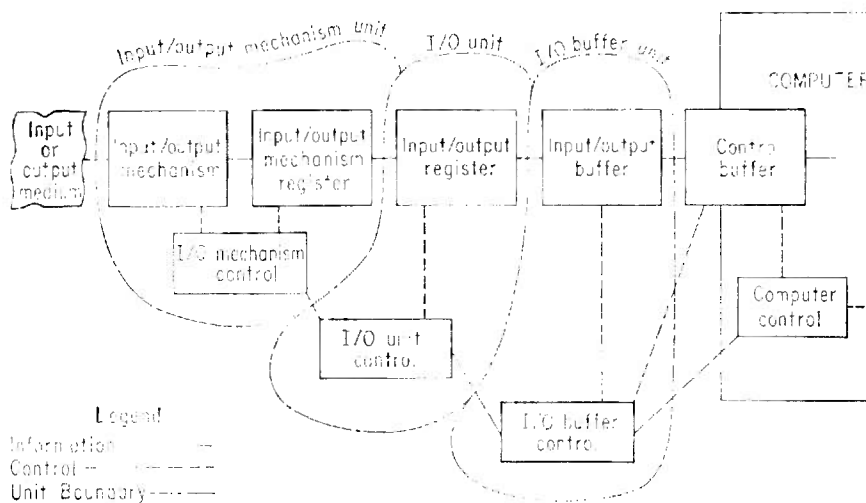 Input/output mechanism unit
I/O unit
I/O buffer unit
COMPUTER
Input
or
output
medium
Input/output
mechanism
Input/output
mechanism
register
Input/output
register
Input/output
buffer
Control
buffer
I/O mechanism
control
I/O unit
control
Computer
control
I/O buffer
control
Legend
Information
Control
Unit Boundary